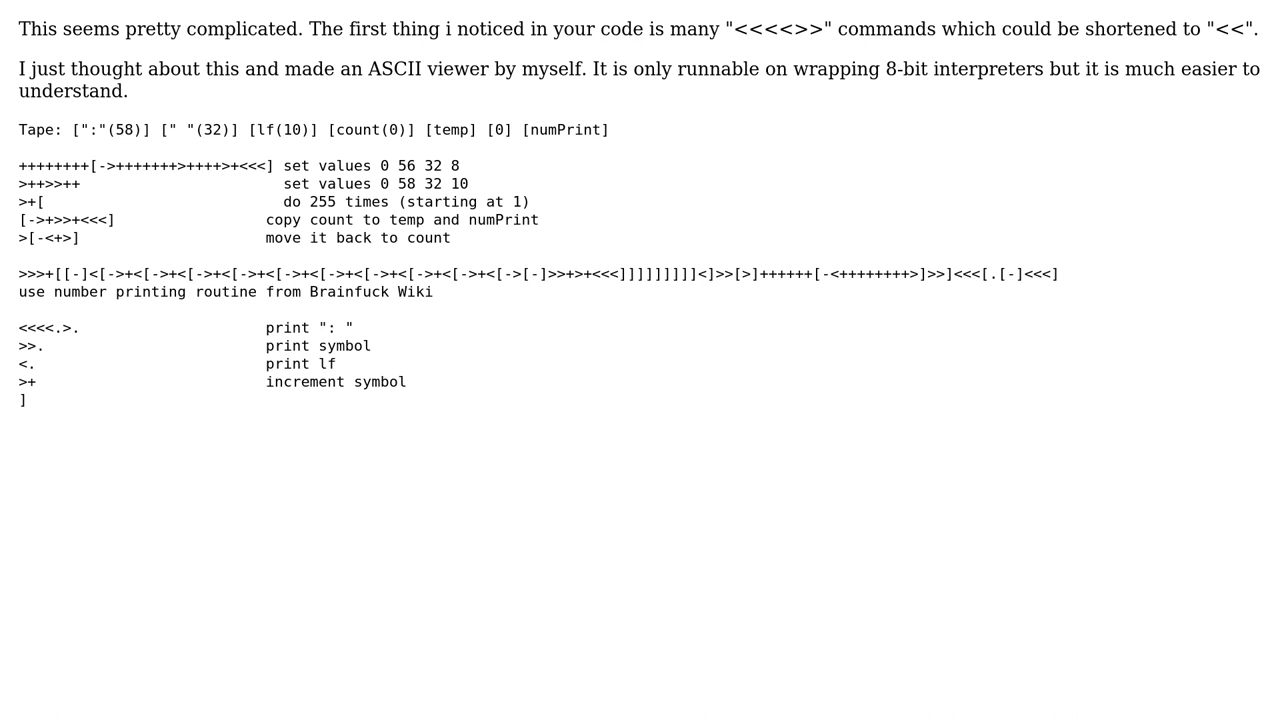 This seems pretty complicated. The first thing i noticed in your code is many "<<<<>>" commands which could be shortened to "<<".
I just thought about this and made an ASCII viewer by myself. It is only runnable on wrapping 8-bit interpreters but it is much easier to
understand.
Tape: [":"(58)] [" "(32)] [lf(10)] [count(0)] [temp] [0] [numPrint]
++++++++[->+++++++>++++>+<<<] set values 0 56 32 8
>++>>++                       set values 0 58 32 10
>+[                           do 255 times (starting at 1)
[->+>>+<<<]                 copy count to temp and numPrint
>[-<+>]                     move it back to count
>>>+[[-]<[->+<[->+<[->+<[->+<[->+<[->+<[->+<[->+<[->+<[->[-]>>+>+<<<]]]]]]]]]<]>>[>]++++++[-<++++++++>]>>]<<<[.[-]<<<]
use number printing routine from Brainfuck Wiki
<<<<.>.                     print ": "
>>.                         print symbol
<.                          print lf
>+                          increment symbol
]